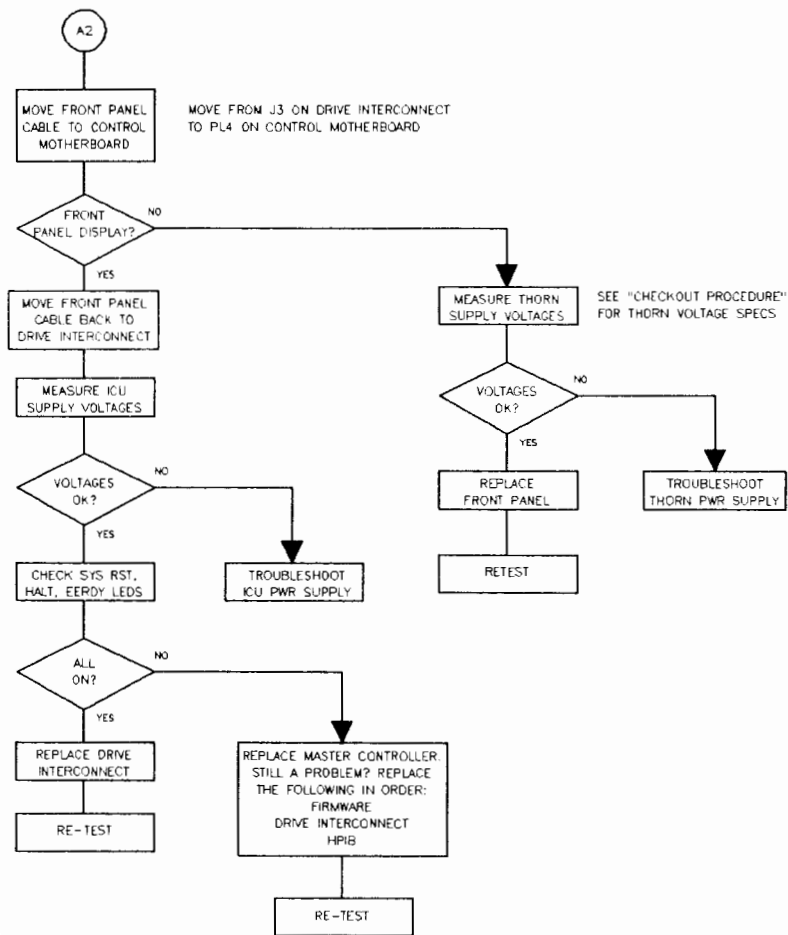 A2
MOVE FRONT PANEL
CABLE TO CONTROL
MOTHERBOARD
MOVE FROM J3 ON DRIVE INTERCONNECT
TO PL4 ON CONTROL MOTHERBOARD
FRONT
PANEL DISPLAY?
NO
YES
MOVE FRONT PANEL
CABLE BACK TO
DRIVE INTERCONNECT
MEASURE THORN
SUPPLY VOLTAGES
SEE "CHECKOUT PROCEDURE"
FOR THORN VOLTAGE SPECS
MEASURE ICU
SUPPLY VOLTAGES
VOLTAGES
OK?
NO
YES
VOLTAGES
OK?
NO
YES
REPLACE
FRONT PANEL
TROUBLESHOOT
THORN PWR SUPPLY
CHECK SYS RST,
HALT, EERDY LEDS
TROUBLESHOOT
ICU PWR SUPPLY
RETEST
ALL
ON?
NO
YES
REPLACE DRIVE
INTERCONNECT
REPLACE MASTER CONTROLLER.
STILL A PROBLEM? REPLACE
THE FOLLOWING IN ORDER:
FIRMWARE
DRIVE INTERCONNECT
HPIB
RE-TEST
RE-TEST